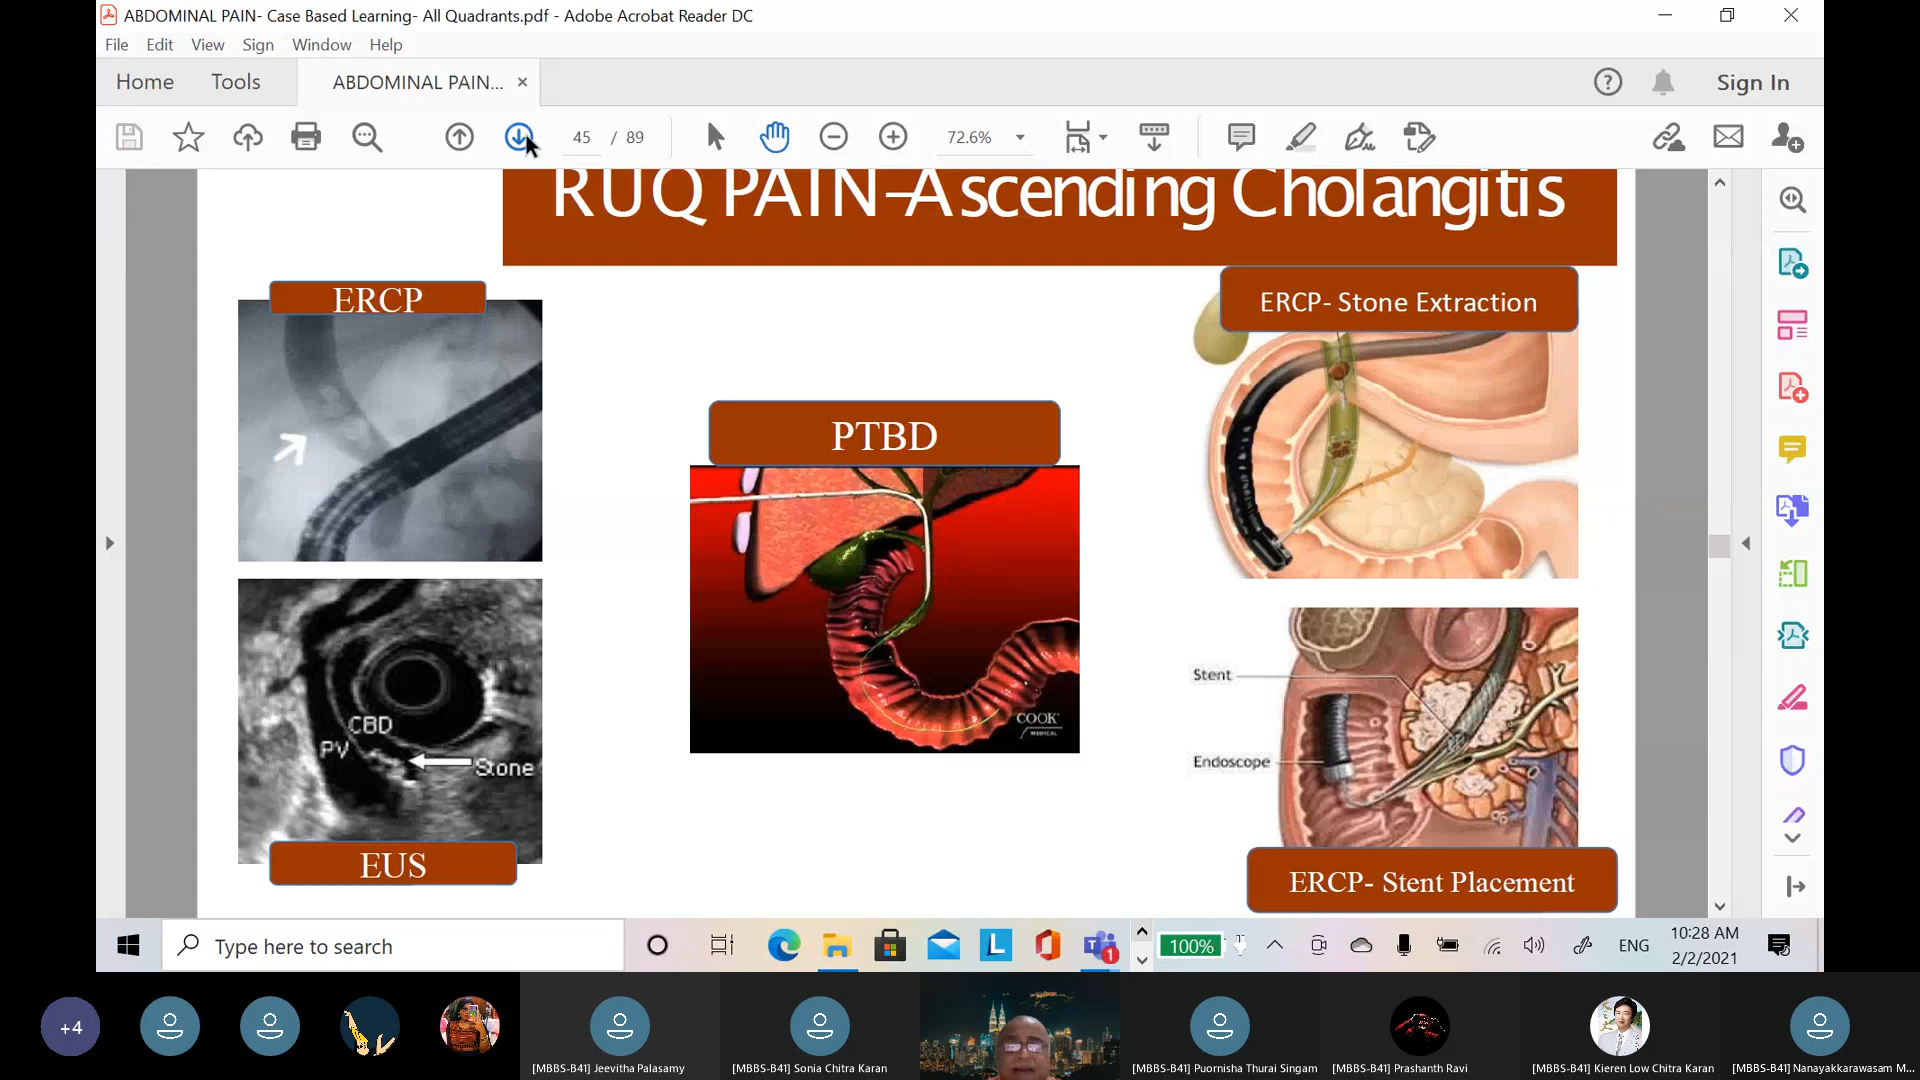 ABDOMINAL PAIN- Case Based Learning- All Quadrants.pdf - Adobe Acrobat Reader DC
File Edit View Sign Window Help
Home Tools ABDOMINAL PAIN... × Sign In
45 / 89 72.6%
RUQ PAIN-Ascending Cholangitis
ERCP
ERCP- Stone Extraction
PTBD
Stent
CBD
PV
Stone
COOK
MEDICAL
Endoscope
EUS
ERCP- Stent Placement
Type here to search
L
1
100%
ENG
10:28 AM
2/2/2021
+4
[MBBS-B41] Jeevitha Palasamy
[MBBS-B41] Sonia Chitra Karan
[MBBS-B41] Puornisha Thurai Singam
[MBBS-B41] Prashanth Ravi
[MBBS-B41] Kieren Low Chitra Karan
[MBBS-B41] Nanayakkarawasam M...